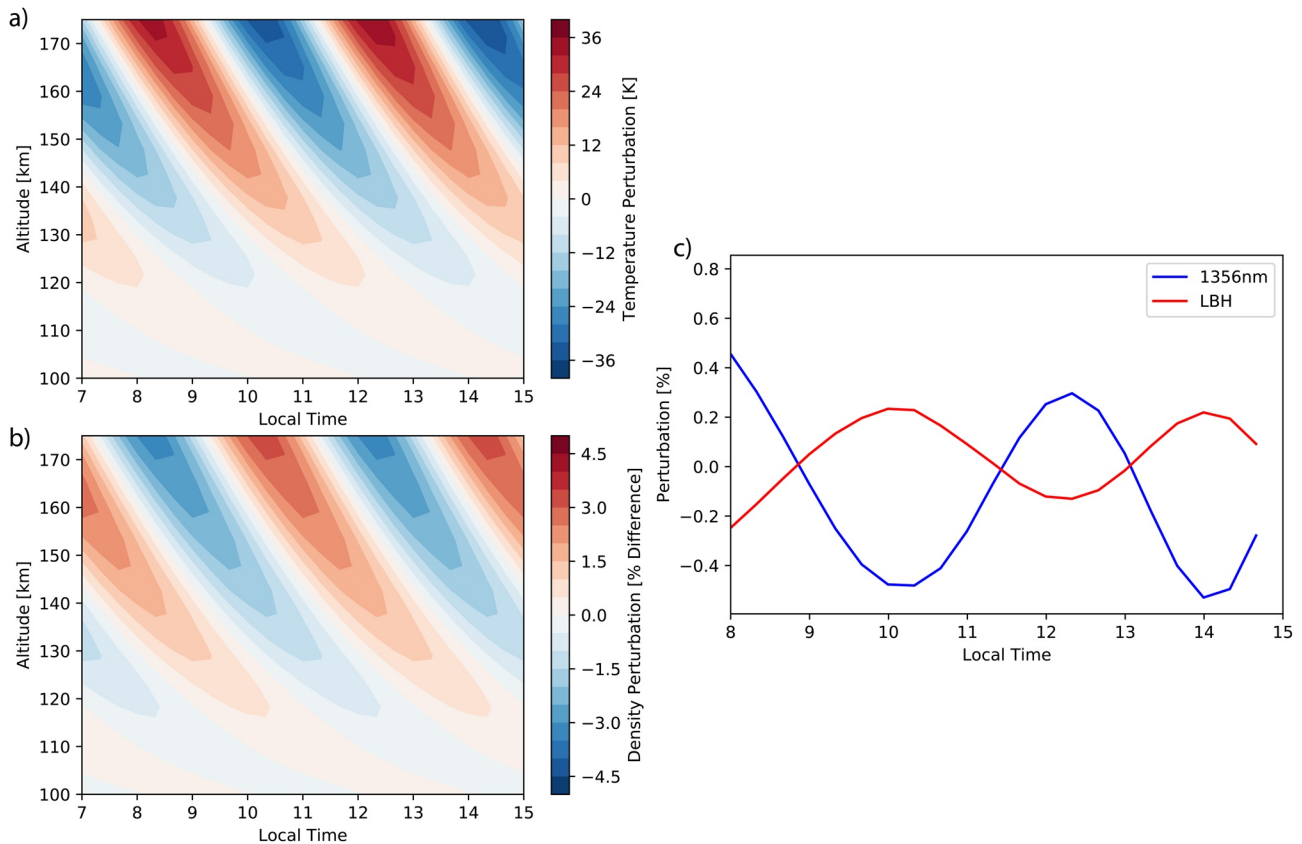 a)
170
160
150
140
130
120
110
100
Altitude [km]
7 8 9 10 11 12 13 14 15
Local Time
36
24
12
0
−12
−24
−36
Temperature Perturbation [K]
b)
170
160
150
140
130
120
110
100
Altitude [km]
7 8 9 10 11 12 13 14 15
Local Time
4.5
3.0
1.5
0.0
−1.5
−3.0
−4.5
Density Perturbation [% Difference]
c)
0.8
0.6
0.4
0.2
0.0
−0.2
−0.4
Perturbation [%]
1356nm
LBH
8 9 10 11 12 13 14 15
Local Time